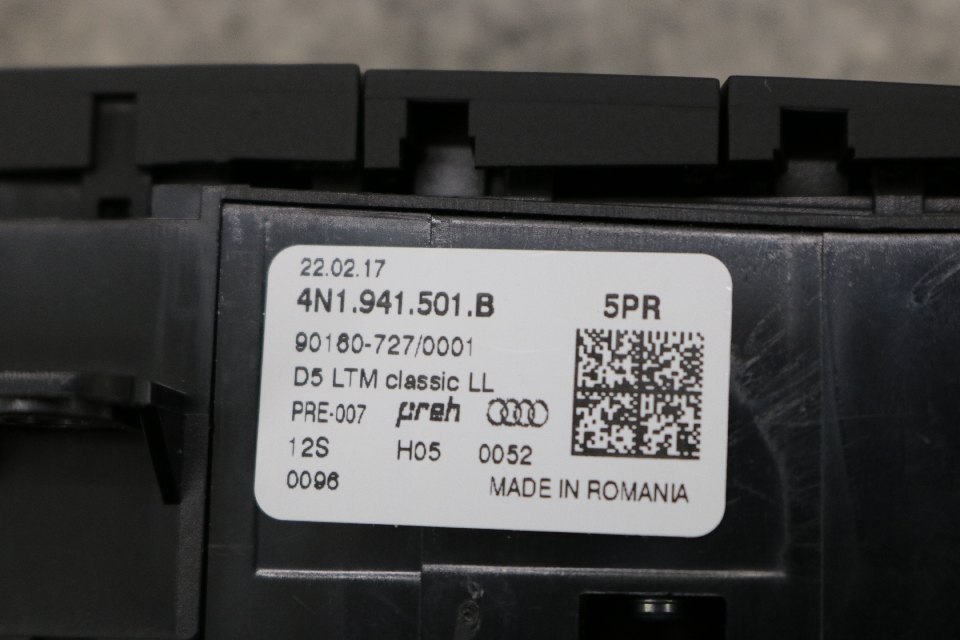 22.02.17
4N1.941.501.B 5PR
90160-727/0001
D5 LTM classic LL
PRE-007 preh
12S H05 0052
0096 MADE IN ROMANIA